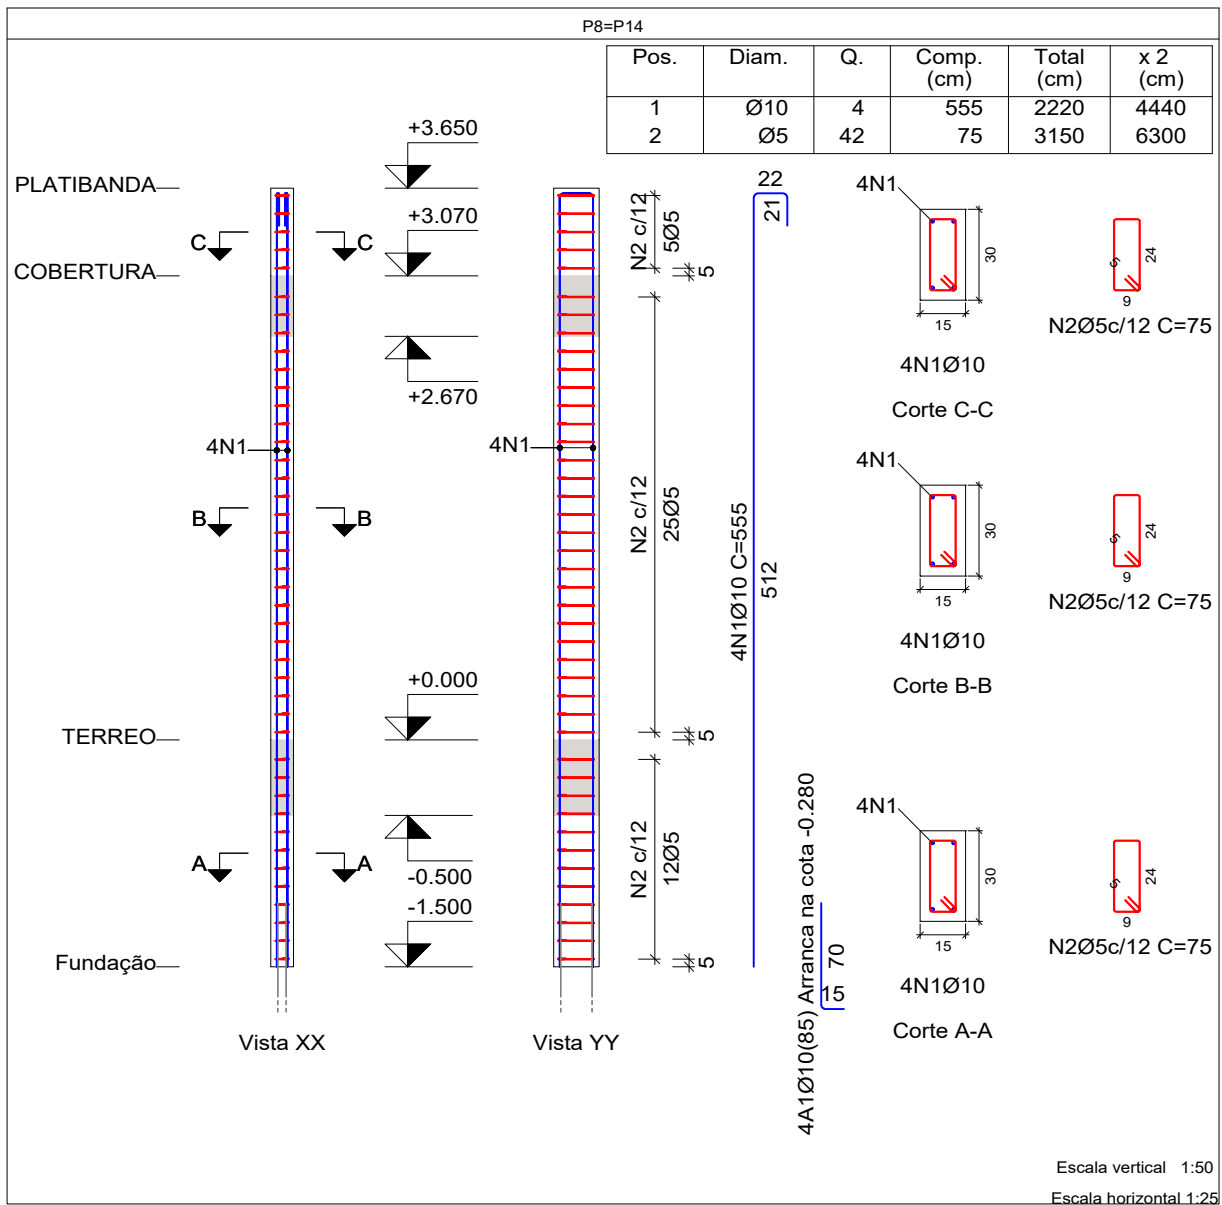 P8=P14
Pos. Diam. Q. Comp. (cm) Total (cm) x 2 (cm)
1 Ø10 4 555 2220 4440
2 Ø5 42 75 3150 6300
PLATIBANDA
COBERTURA
TERREO
Fundação
C C
4N1
B B
A A
Vista XX
+3.650
+3.070
+2.670
+0.000
-0.500
-1.500
4N1
Vista YY
N2 c/12
5Ø5
5
N2 c/12
25Ø5
5
N2 c/12
12Ø5
5
22
21
4N1Ø10 C=555
512
4A1Ø10(85) Arranca na cota -0.280
70
15
4N1
30
15
4N1Ø10
Corte C-C
5
24
9
N2Ø5c/12 C=75
4N1
30
15
4N1Ø10
Corte B-B
5
24
9
N2Ø5c/12 C=75
4N1
30
15
4N1Ø10
Corte A-A
5
24
9
N2Ø5c/12 C=75
Escala vertical 1:50
Escala horizontal 1:25